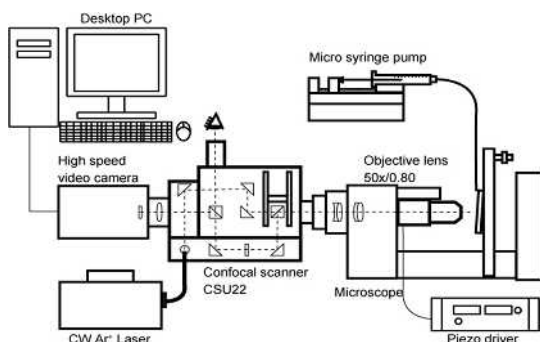 Desktop PC
Micro syringe pump
High speed
video camera
Objective lens
50x/0.80
Confocal scanner
CSU22
Microscope
CW Ar⁺ Laser
Piezo driver